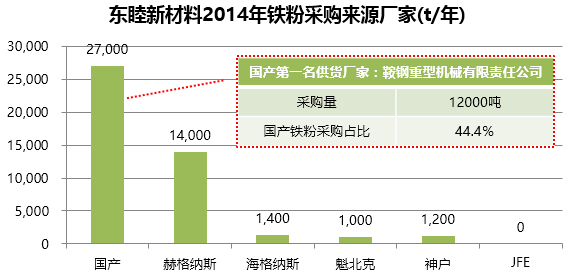 东睦新材料2014年铁粉采购来源厂家(t/年)
30,000
25,000
20,000
15,000
10,000
5,000
0
27,000
14,000
1,400
1,000
1,200
0
国产第一名供货厂家：鞍钢重型机械有限责任公司
采购量 12000吨
国产铁粉采购占比 44.4%
国产 赫格纳斯 海格纳斯 魁北克 神户 JFE